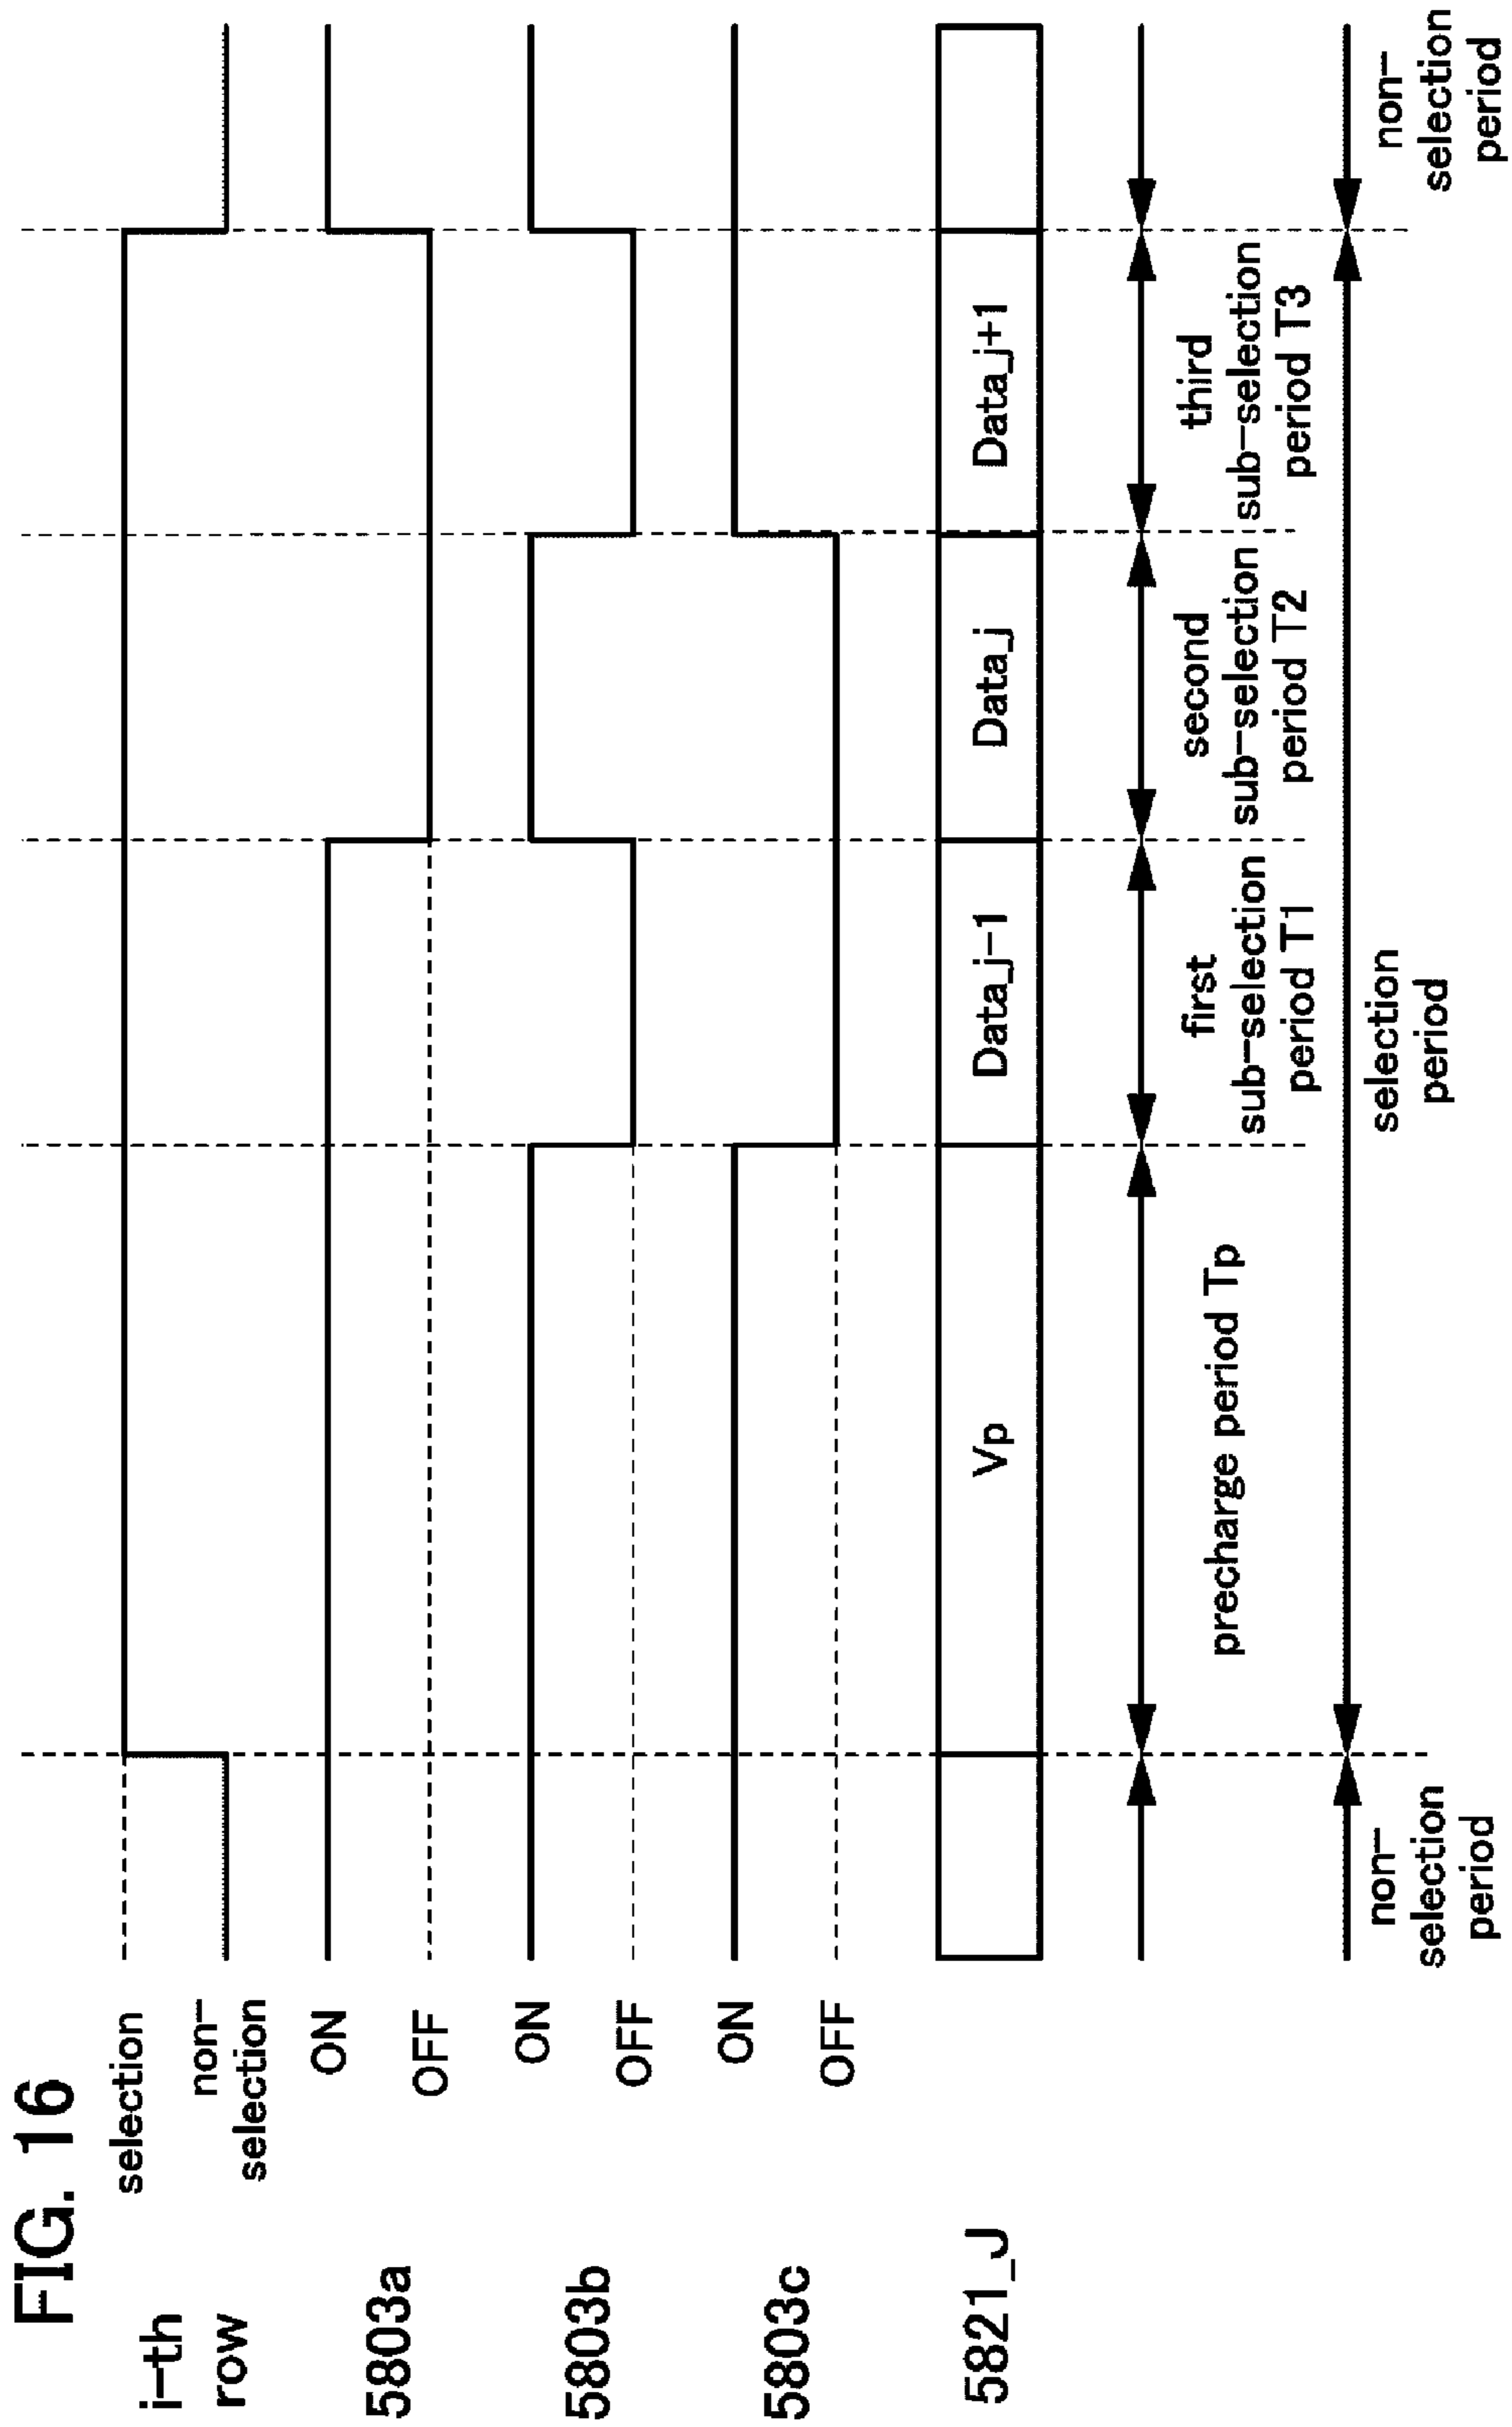 FIG. 16
i-th
row
selection
non-
selection
5803a
ON
OFF
5803b
ON
OFF
5803c
ON
OFF
5821_J
Vp
Data_j-1
Data_j
Data_j+1
precharge period Tp
first
sub-selection
period T1
second
sub-selection
period T2
third
sub-selection
period T3
non-
selection
period
selection
period
non-
selection
period